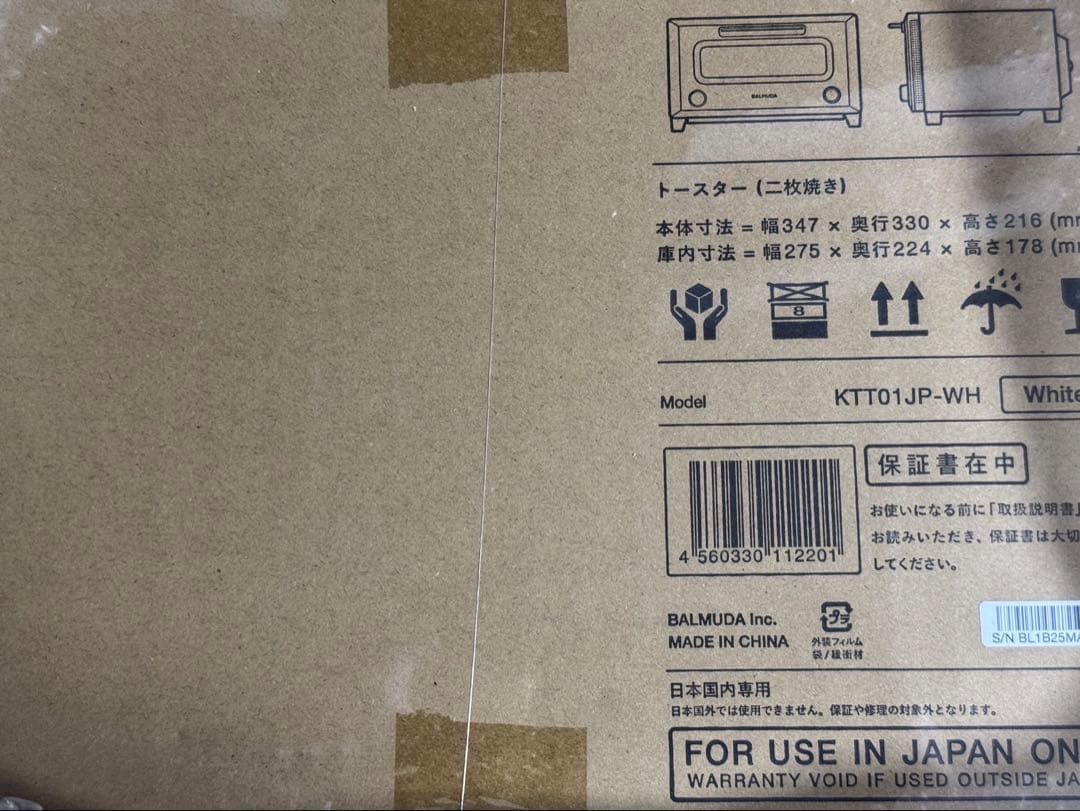 BALMUDA
トースター (二枚焼き)
本体寸法 = 幅347 × 奥行330 × 高さ216 (mm
庫内寸法 = 幅275 × 奥行224 × 高さ178 (mm
8
Model KTT01JP-WH White
4 560330 112201
保証書在中
お使いになる前に「取扱説明書」
お読みいただき、保証書は大切
してください。
BALMUDA Inc.
MADE IN CHINA
プラ
外装フィルム
袋/緩衝材
S/N BL1B25MA
日本国内専用
日本国外では使用できません。保証や修理の対象外となります。
FOR USE IN JAPAN ON
WARRANTY VOID IF USED OUTSIDE JA